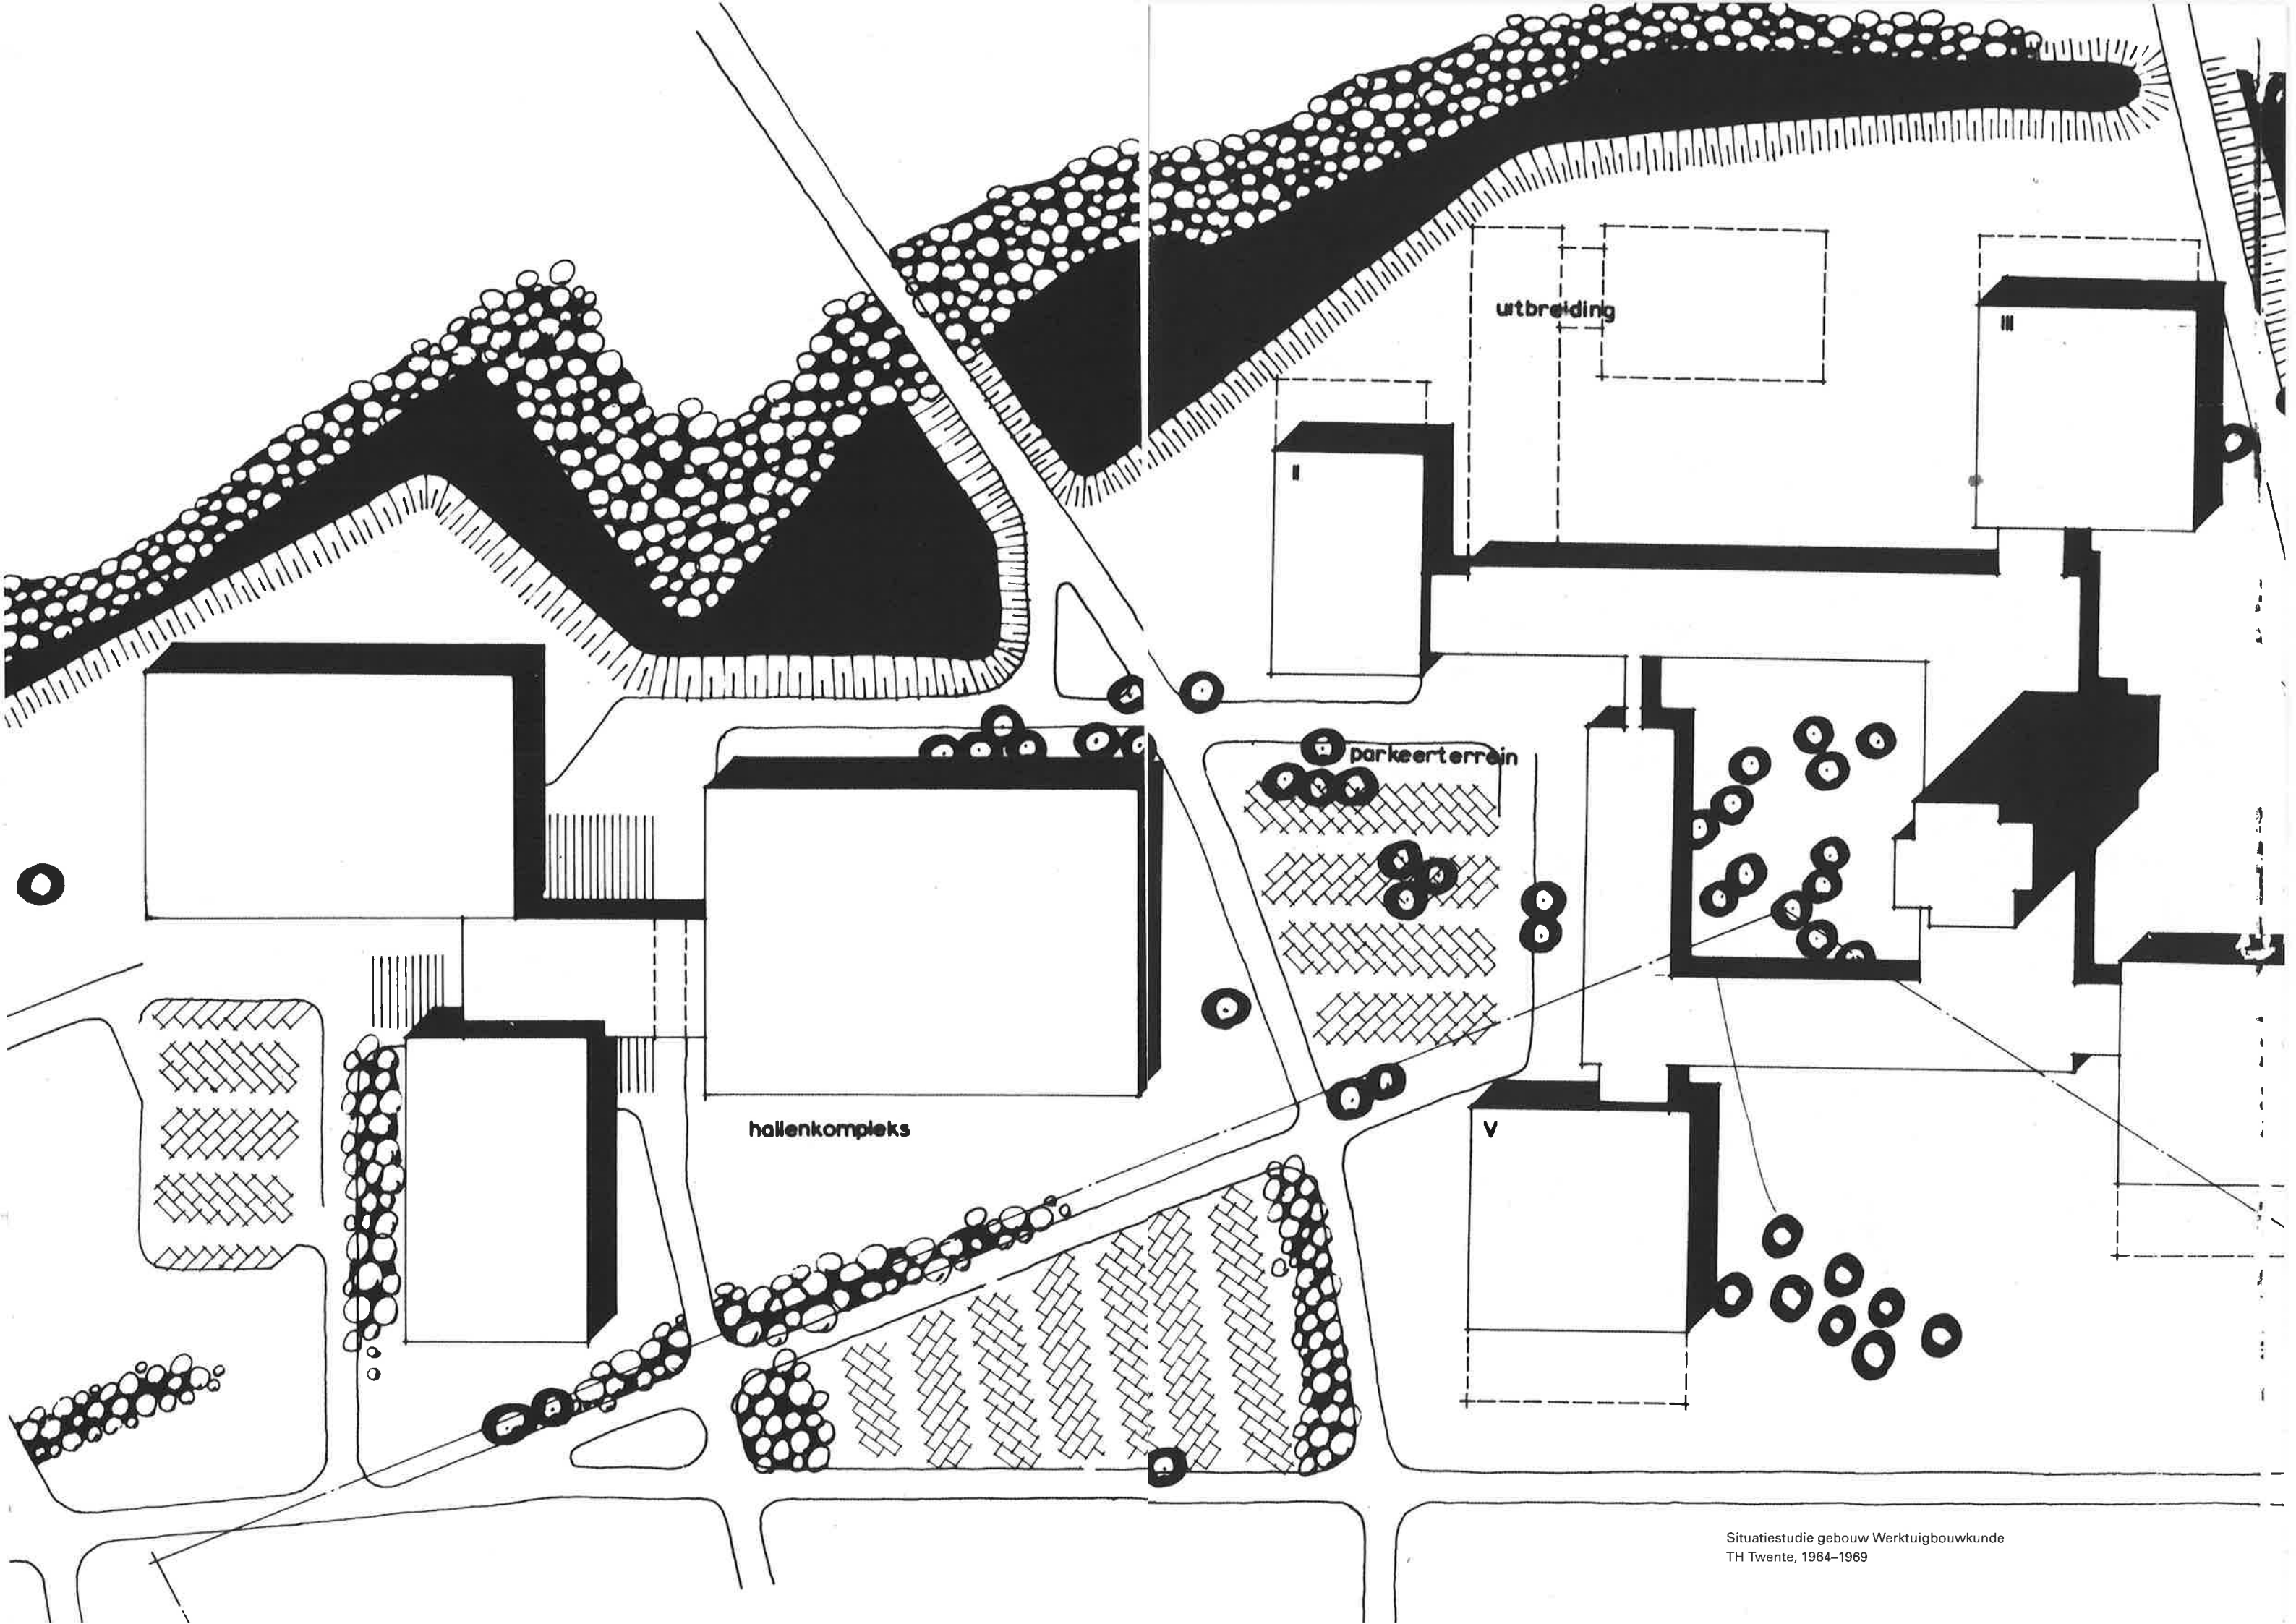 uitbreiding
III
II
parkeerterrein
hallenkompleks
V
Situatiestudie gebouw Werktuigbouwkunde
TH Twente, 1964–1969